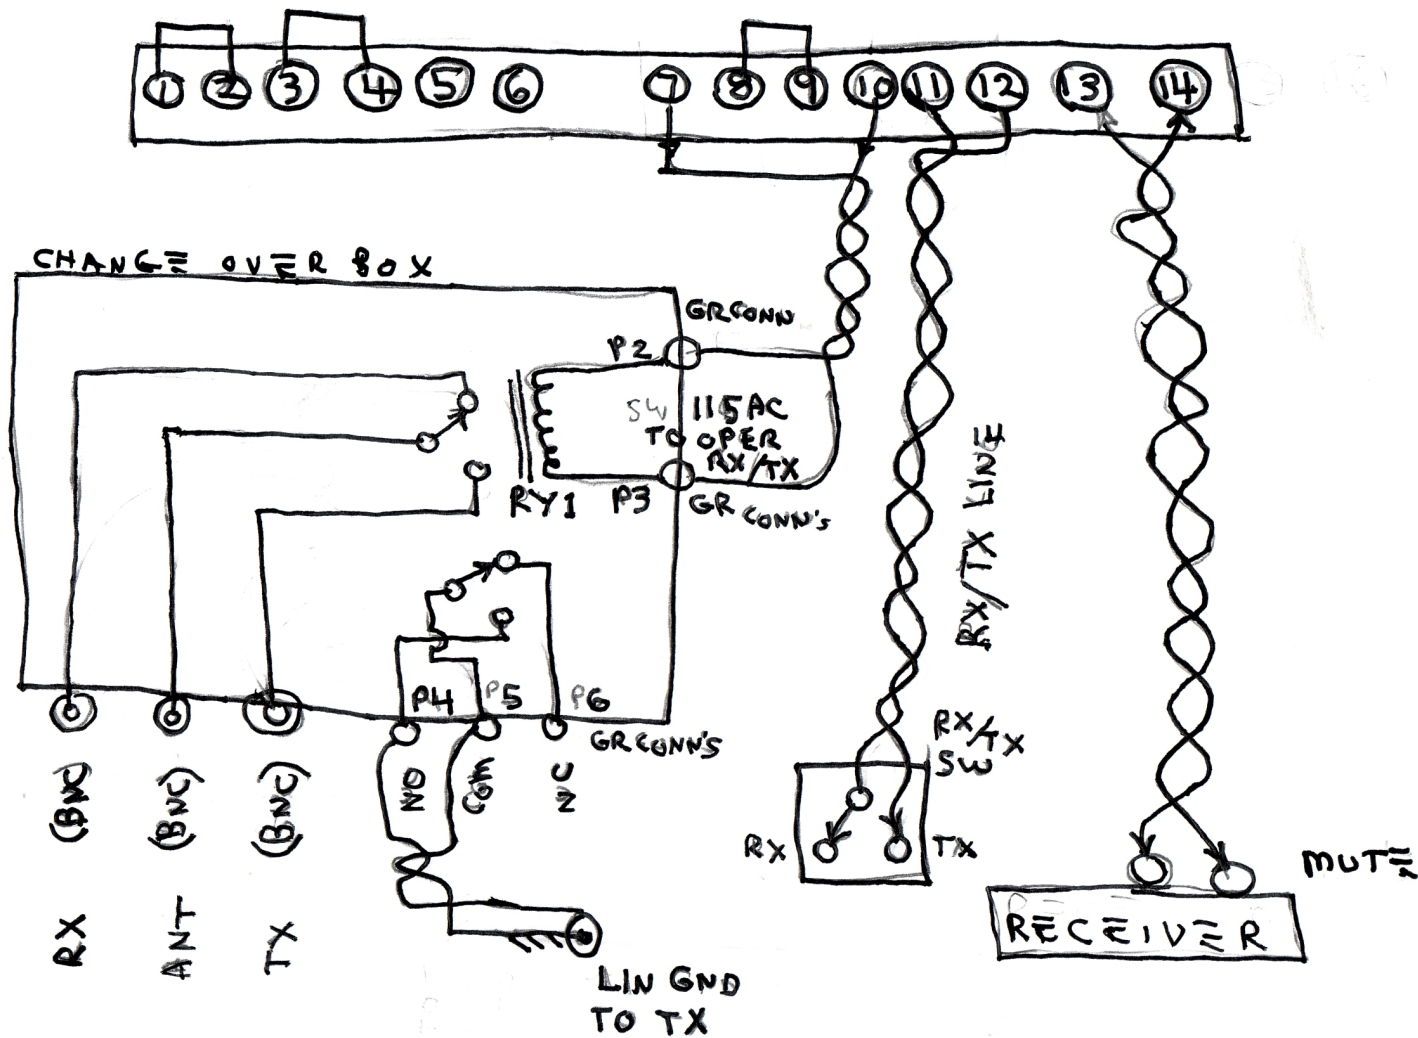 1 2 3 4 5 6 7 8 9 10 11 12 13 14
CHANGE OVER BOX
GR CONN
P2
SW 115AC
TO OPER
RX/TX
RY1
P3
GR CONN'S
RX/TX LINE
P4 P5 P6
GR CONN'S
NO
COM
NC
RX/TX
SW
RX
TX
MUTE
RECEIVER
(BNC)
(BNC)
(BNC)
RX
ANT
TX
LIN GND
TO TX